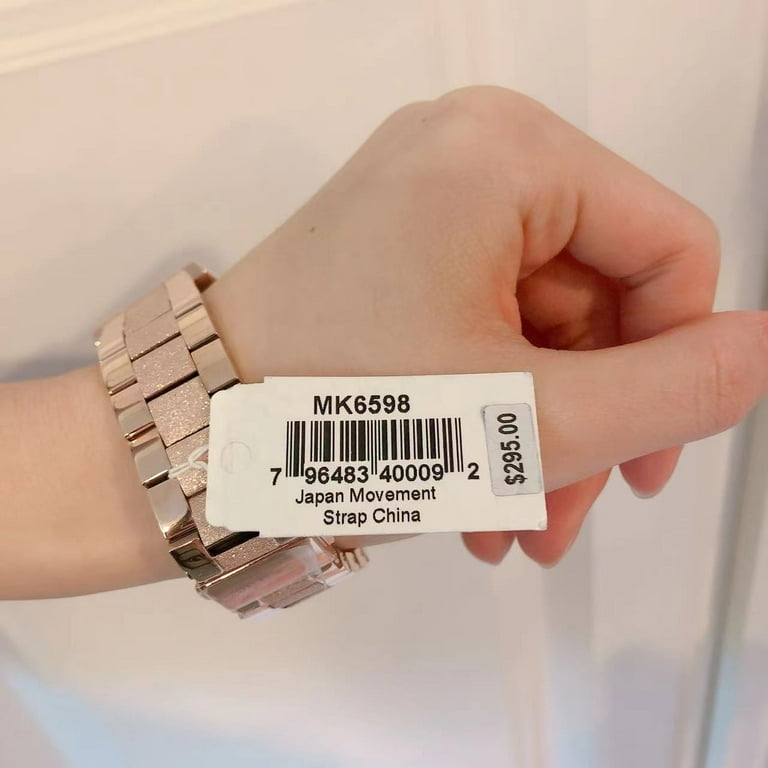 MK6598
7 96483 40009 2
Japan Movement
Strap China
$295.00